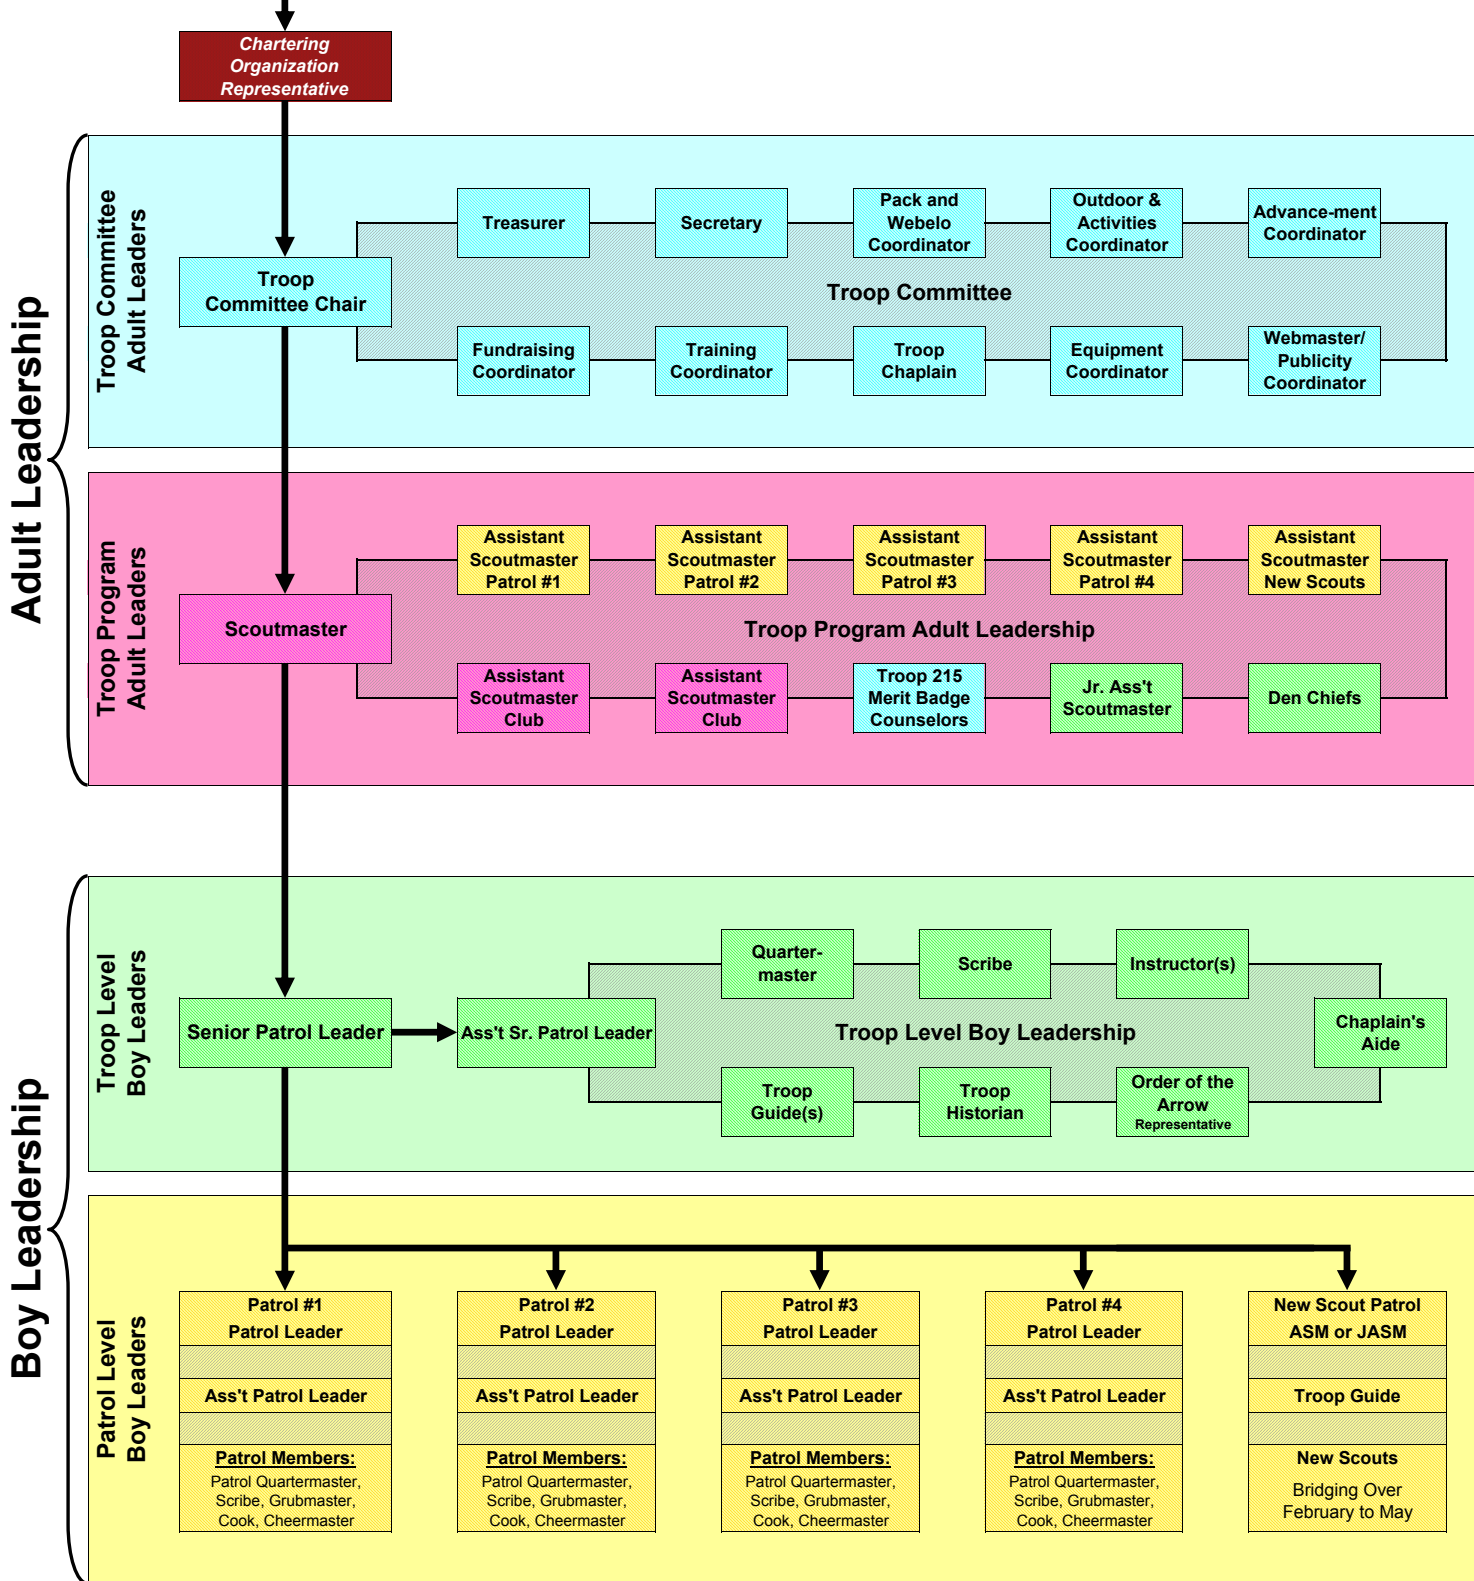 Chartering
Organization
Representative
Adult Leadership
Troop Committee
Adult Leaders
Treasurer
Secretary
Pack and
Webelo
Coordinator
Outdoor &
Activities
Coordinator
Advance-ment
Coordinator
Troop
Committee Chair
Troop Committee
Fundraising
Coordinator
Training
Coordinator
Troop
Chaplain
Equipment
Coordinator
Webmaster/
Publicity
Coordinator
Troop Program
Adult Leaders
Assistant
Scoutmaster
Patrol #1
Assistant
Scoutmaster
Patrol #2
Assistant
Scoutmaster
Patrol #3
Assistant
Scoutmaster
Patrol #4
Assistant
Scoutmaster
New Scouts
Scoutmaster
Troop Program Adult Leadership
Assistant
Scoutmaster
Club
Assistant
Scoutmaster
Club
Troop 215
Merit Badge
Counselors
Jr. Ass't
Scoutmaster
Den Chiefs
Boy Leadership
Troop Level
Boy Leaders
Quarter-
master
Scribe
Instructor(s)
Senior Patrol Leader
Ass't Sr. Patrol Leader
Troop Level Boy Leadership
Chaplain's
Aide
Troop
Guide(s)
Troop
Historian
Order of the
Arrow
Representative
Patrol Level
Boy Leaders
Patrol #1
Patrol Leader
Ass't Patrol Leader
Patrol Members:
Patrol Quartermaster,
Scribe, Grubmaster,
Cook, Cheermaster
Patrol #2
Patrol Leader
Ass't Patrol Leader
Patrol Members:
Patrol Quartermaster,
Scribe, Grubmaster,
Cook, Cheermaster
Patrol #3
Patrol Leader
Ass't Patrol Leader
Patrol Members:
Patrol Quartermaster,
Scribe, Grubmaster,
Cook, Cheermaster
Patrol #4
Patrol Leader
Ass't Patrol Leader
Patrol Members:
Patrol Quartermaster,
Scribe, Grubmaster,
Cook, Cheermaster
New Scout Patrol
ASM or JASM
Troop Guide
New Scouts
Bridging Over
February to May